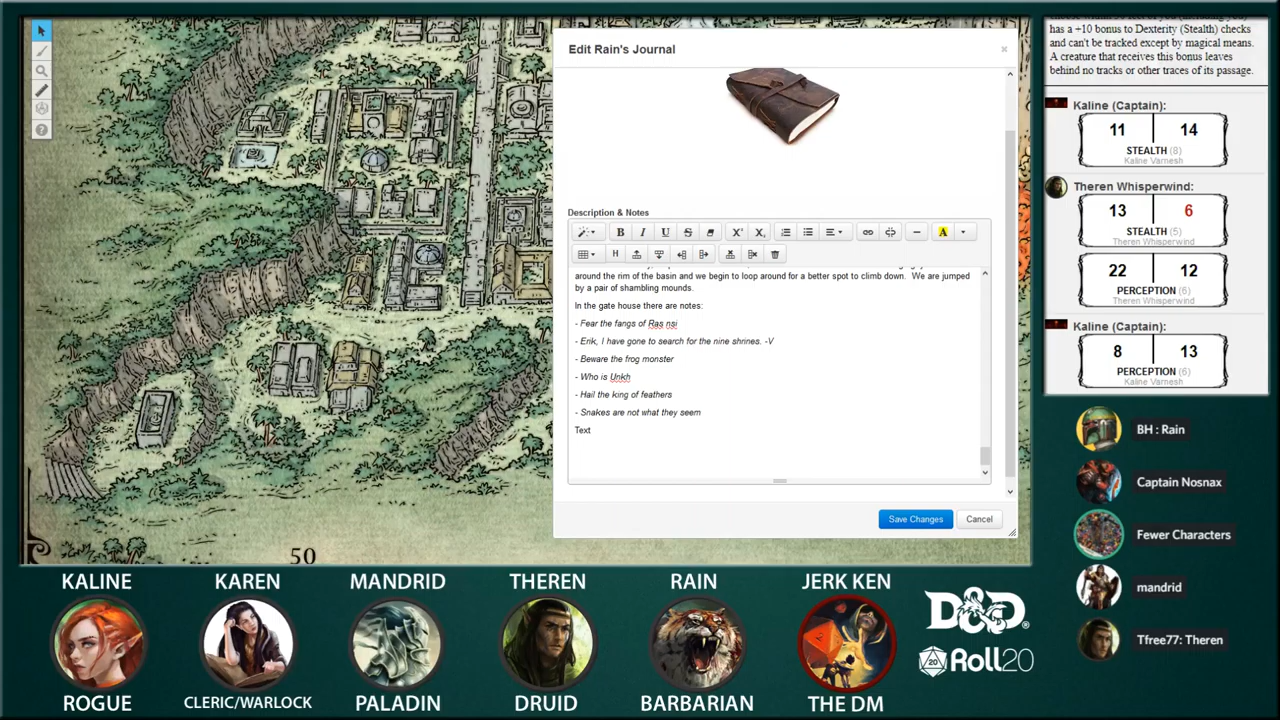 Edit Rain's Journal
×
Description & Notes
around the rim of the basin and we begin to loop around for a better spot to climb down. We are jumped
by a pair of shambling mounds.
In the gate house there are notes:
- Fear the fangs of Ras nsi
- Erik, I have gone to search for the nine shrines. -V
- Beware the frog monster
- Who is Unkh
- Hail the king of feathers
- Snakes are not what they seem
Text
Save Changes
Cancel
50
has a +10 bonus to Dexterity (Stealth) checks
and can't be tracked except by magical means.
A creature that receives this bonus leaves
behind no tracks or other traces of its passage.
Kaline (Captain):
11 14
STEALTH (8)
Kaline Varnesh
Theren Whisperwind:
13 6
STEALTH (5)
Theren Whisperwind
22 12
PERCEPTION (6)
Theren Whisperwind
Kaline (Captain):
8 13
PERCEPTION (6)
Kaline Varnesh
BH : Rain
Captain Nosnax
Fewer Characters
mandrid
Tfree77: Theren
KALINE
ROGUE
KAREN
CLERIC/WARLOCK
MANDRID
PALADIN
THEREN
DRUID
RAIN
BARBARIAN
JERK KEN
THE DM
D&D
Roll20